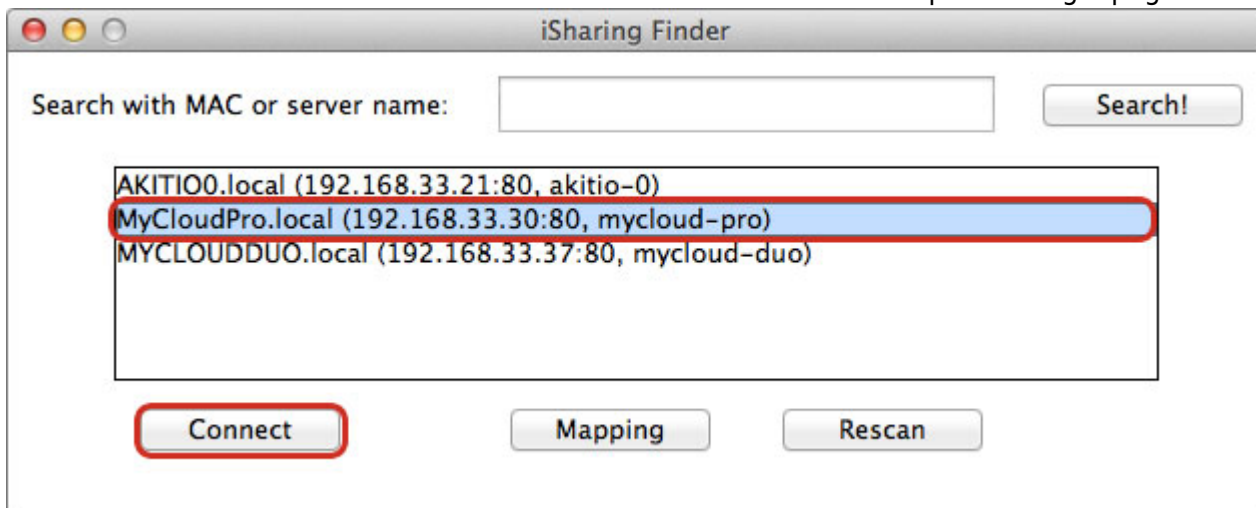 iSharing Finder
Search with MAC or server name:
Search!
AKITIO0.local (192.168.33.21:80, akitio-0)
MyCloudPro.local (192.168.33.30:80, mycloud-pro)
MYCLOUDDUO.local (192.168.33.37:80, mycloud-duo)
Connect
Mapping
Rescan